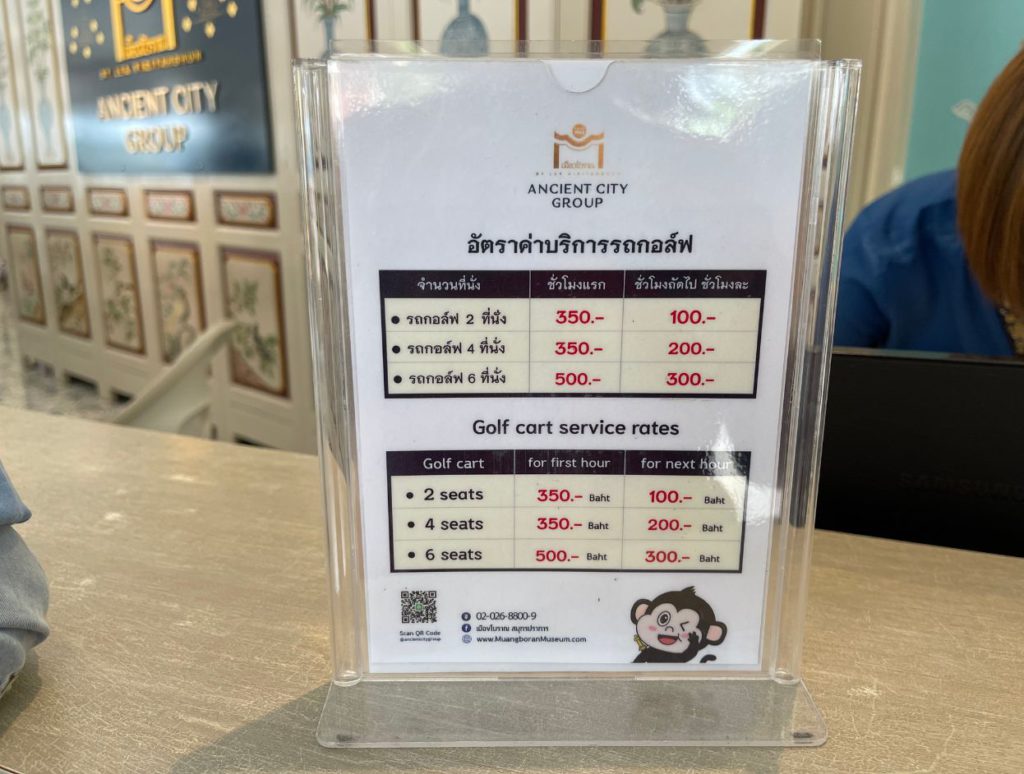 ANCIENT CITY
GROUP
ANCIENT CITY
GROUP
อัตราค่าบริการรถกอล์ฟ
จำนวนที่นั่ง ชั่วโมงแรก ชั่วโมงถัดไป ชั่วโมงละ
• รถกอล์ฟ 2 ที่นั่ง 350.- 100.-
• รถกอล์ฟ 4 ที่นั่ง 350.- 200.-
• รถกอล์ฟ 6 ที่นั่ง 500.- 300.-
Golf cart service rates
Golf cart for first hour for next hour
• 2 seats 350.- Baht 100.- Baht
• 4 seats 350.- Baht 200.- Baht
• 6 seats 500.- Baht 300.- Baht
Scan QR Code
@ancientcitygroup
02-026-8800-9
เมืองโบราณ สมุทรปราการ
www.MuangboranMuseum.com
SAMSUNG